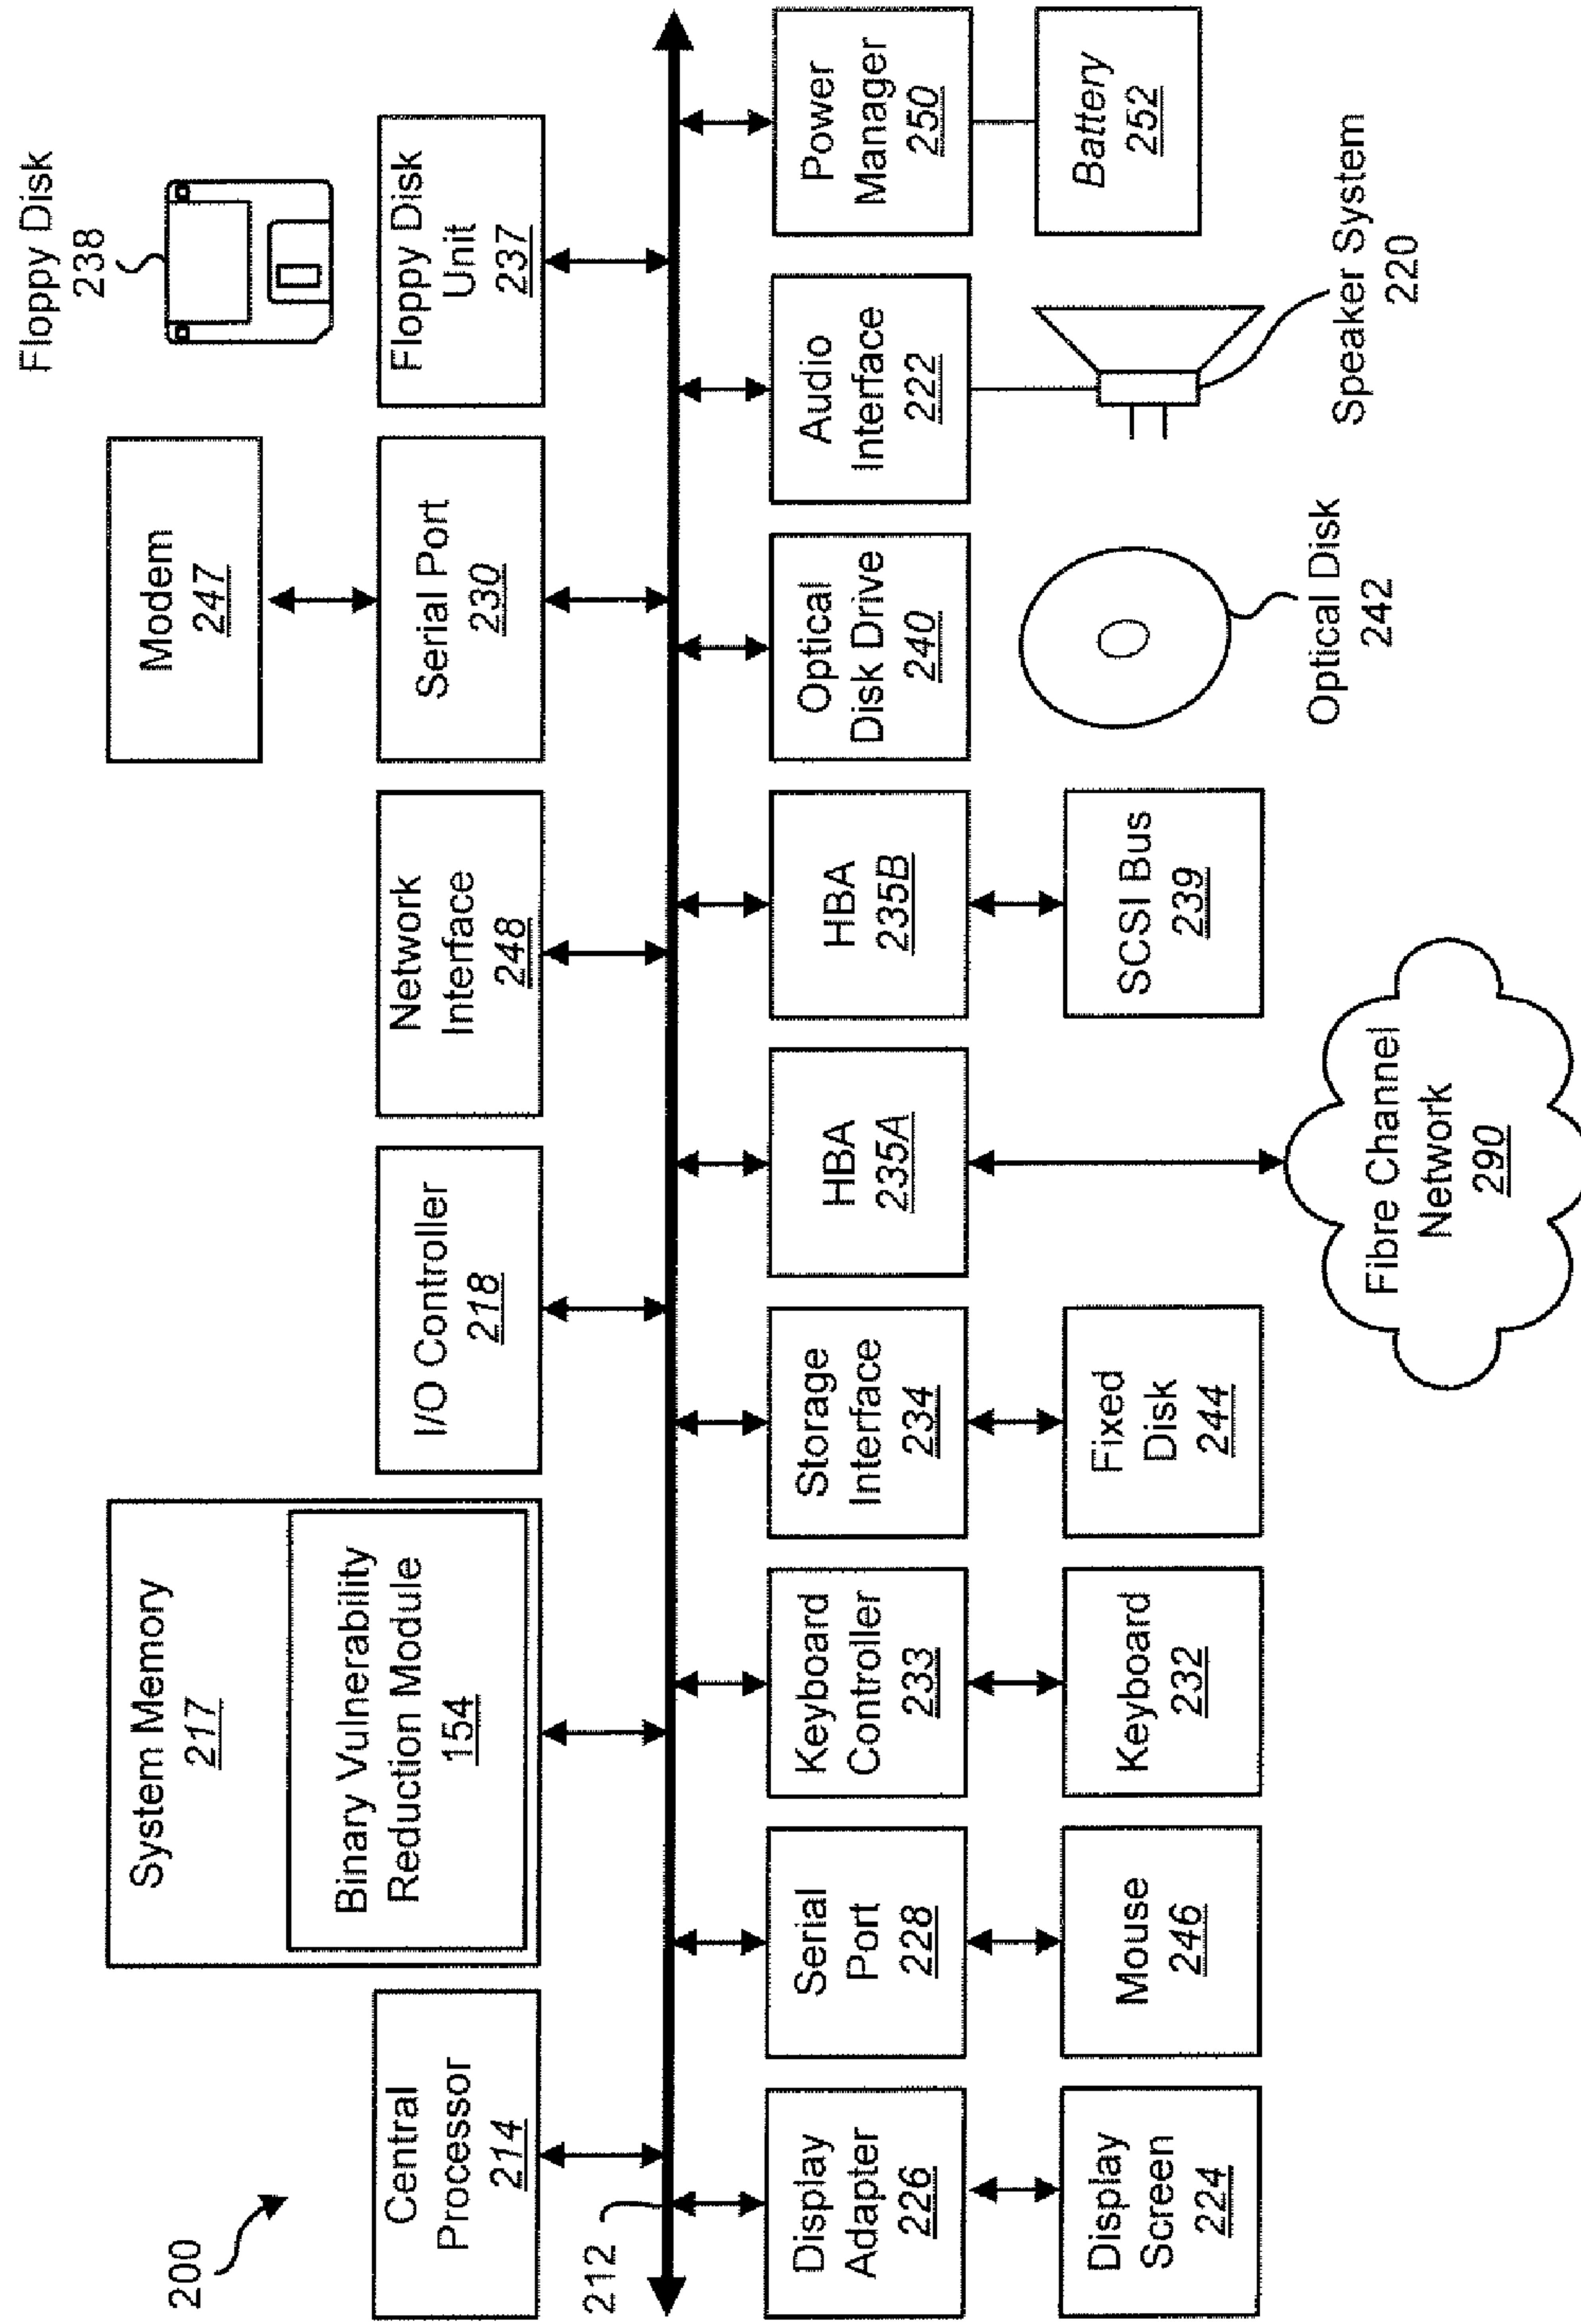 200
Floppy Disk
238
Modem
247
System Memory
217
Binary Vulnerability
Reduction Module
154
Central
Processor
214
I/O Controller
218
Network
Interface
248
Serial Port
230
Floppy Disk
Unit
237
212
Display
Adapter
226
Serial
Port
228
Keyboard
Controller
233
Storage
Interface
234
HBA
235A
HBA
235B
Optical
Disk Drive
240
Audio
Interface
222
Power
Manager
250
Display
Screen
224
Mouse
246
Keyboard
232
Fixed
Disk
244
SCSI Bus
239
Battery
252
Fibre Channel
Network
290
Optical Disk
242
Speaker System
220